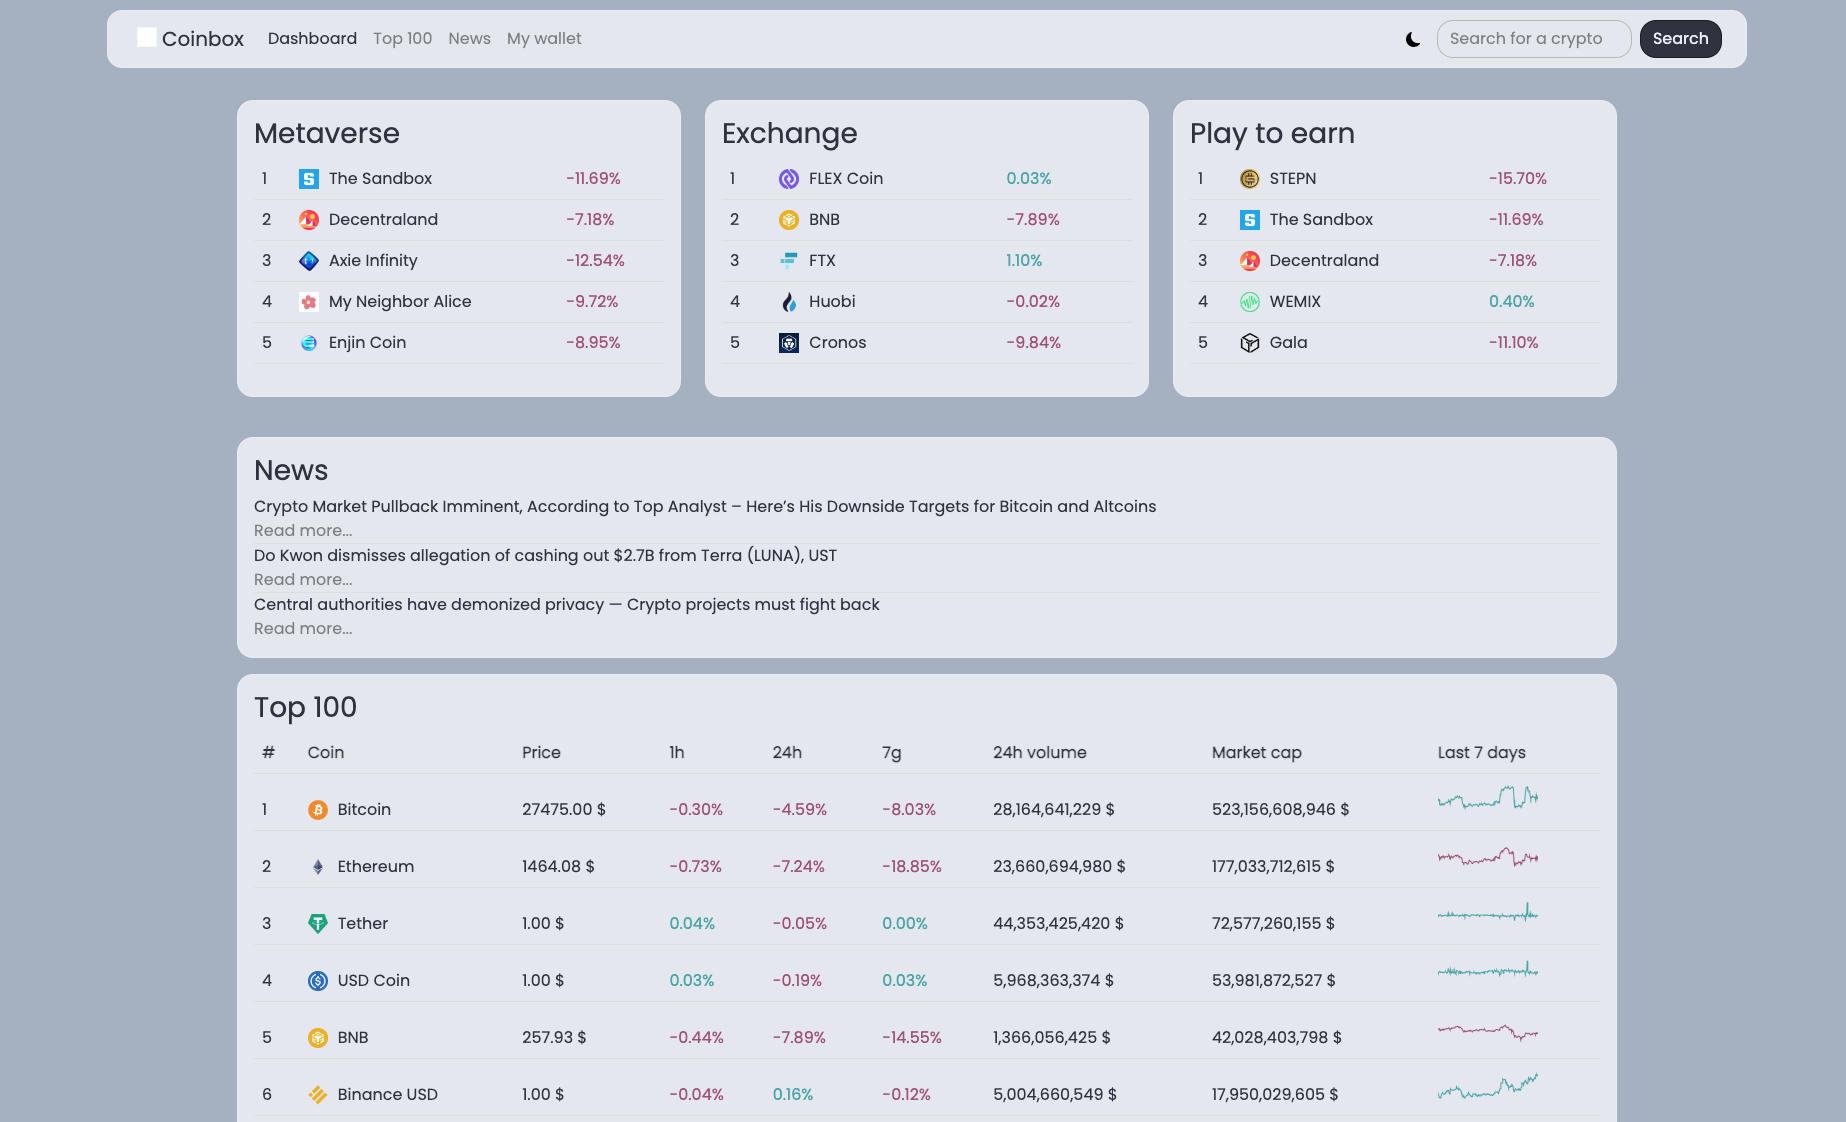 Coinbox Dashboard Top 100 News My wallet Search for a crypto Search
Metaverse
1 The Sandbox -11.69%
2 Decentraland -7.18%
3 Axie Infinity -12.54%
4 My Neighbor Alice -9.72%
5 Enjin Coin -8.95%
Exchange
1 FLEX Coin 0.03%
2 BNB -7.89%
3 FTX 1.10%
4 Huobi -0.02%
5 Cronos -9.84%
Play to earn
1 STEPN -15.70%
2 The Sandbox -11.69%
3 Decentraland -7.18%
4 WEMIX 0.40%
5 Gala -11.10%
News
Crypto Market Pullback Imminent, According to Top Analyst – Here’s His Downside Targets for Bitcoin and Altcoins
Read more...
Do Kwon dismisses allegation of cashing out $2.7B from Terra (LUNA), UST
Read more...
Central authorities have demonized privacy — Crypto projects must fight back
Read more...
Top 100
# Coin Price 1h 24h 7g 24h volume Market cap Last 7 days
1 Bitcoin 27475.00 $ -0.30% -4.59% -8.03% 28,164,641,229 $ 523,156,608,946 $
2 Ethereum 1464.08 $ -0.73% -7.24% -18.85% 23,660,694,980 $ 177,033,712,615 $
3 Tether 1.00 $ 0.04% -0.05% 0.00% 44,353,425,420 $ 72,577,260,155 $
4 USD Coin 1.00 $ 0.03% -0.19% 0.03% 5,968,363,374 $ 53,981,872,527 $
5 BNB 257.93 $ -0.44% -7.89% -14.55% 1,366,056,425 $ 42,028,403,798 $
6 Binance USD 1.00 $ -0.04% 0.16% -0.12% 5,004,660,549 $ 17,950,029,605 $